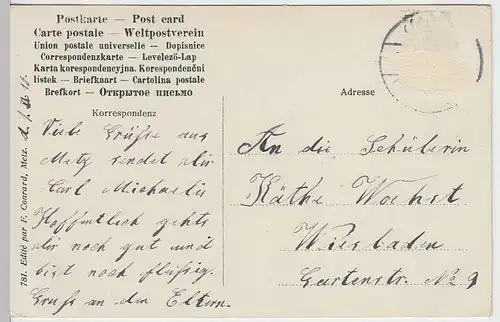 Postkarte — Post card
Carte postale — Weltpostverein
Union postale universelle — Dopisnice
Correspondenzkarte — Levelező-Lap
Karta korespondencyjna. Korespondenční
lístek — Briefkaart — Cartolina postale
Brefkort — Открытое письмо
Korrespondenz
Viele Grüße aus
Metz sendet dir
Carl Michaelis
Hoffentlich gehts
dir noch gut und
bist noch fleißig.
Gruss an den Eltern.
781. Edité par F. Conrard, Metz.
Adresse
An die Schülerin
Käthe Wachst
Wiesbaden
Gartenstr. No 9